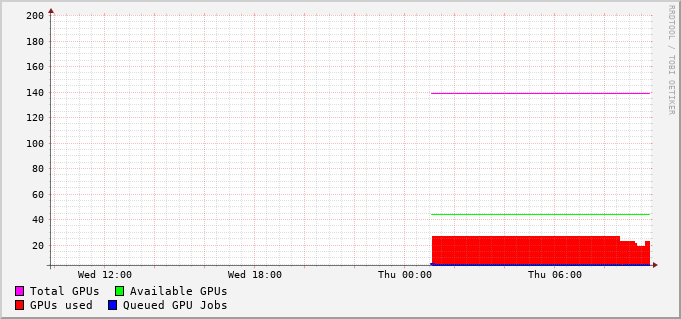 RRDTOOL / TOBI OETIKER
200
180
160
140
120
100
80
60
40
20
Wed 12:00 Wed 18:00 Thu 00:00 Thu 06:00
Total GPUs Available GPUs
GPUs used Queued GPU Jobs